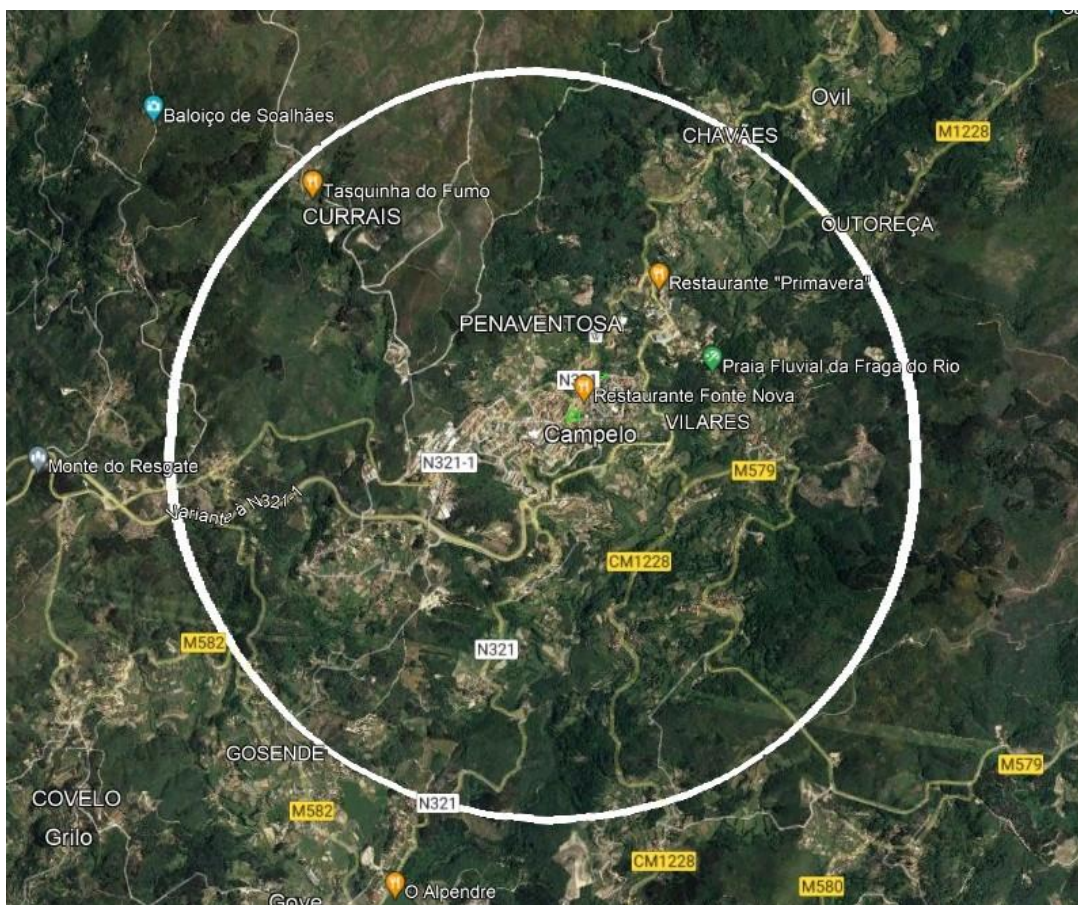 Baloiço de Soalhães
Ovil
CHAVÃES
M1228
Tasquinha do Fumo
CURRAIS
OUTOREÇA
Restaurante "Primavera"
PENAVENTOSA
Praia Fluvial da Fraga do Rio
Restaurante Fonte Nova
VILARES
Campelo
N321-1
Monte do Resgate
M579
Variante à N321-1
CM1228
M582
N321
GOSENDE
M579
COVELO
M582
N321
Grilo
CM1228
M580
O Alpendre
Gove